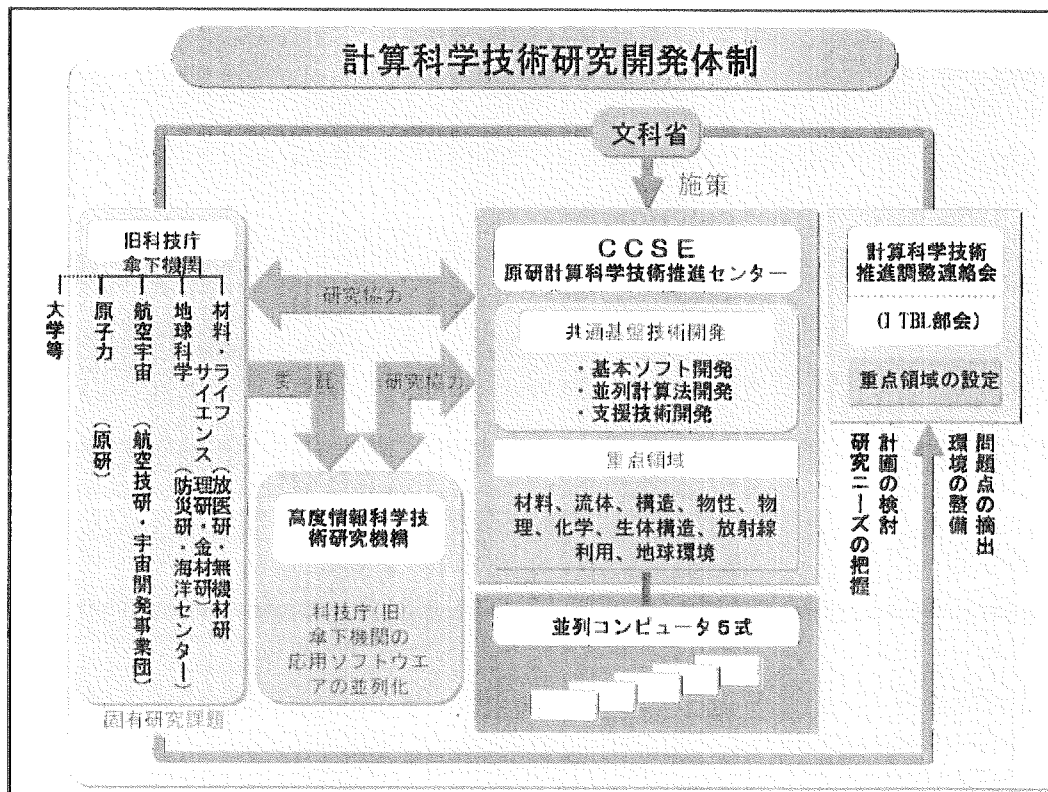 計算科学技術研究開発体制
文科省
施策
旧科技庁
傘下機関
大学等
原子力
(原研)
航空宇宙
(航空技研・宇宙開発事業団)
地球科学
(防災研・海洋センター)
材料・ライフ
サイエンス
(放医研・無機材研
理研・金材研)
固有研究課題
研究協力
委託
研究協力
高度情報科学技
術研究機構
科技庁/旧
傘下機関の
応用ソフトウエ
アの並列化
CCSE
原研計算科学技術推進センター
共通基盤技術開発
・基本ソフト開発
・並列計算法開発
・支援技術開発
重点領域
材料、流体、構造、物性、物
理、化学、生体構造、放射線
利用、地球環境
並列コンピュータ5式
計算科学技術
推進調整連絡会
(ITBL部会)
重点領域の設定
問題点の摘出
環境の整備
計画の検討
研究ニーズの把握